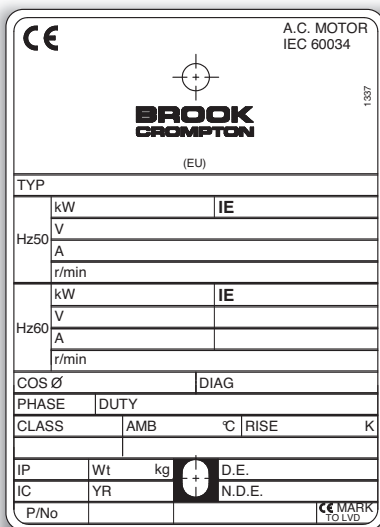 CE A.C. MOTOR
IEC 60034
1337
BROOK
CROMPTON
(EU)
TYP
Hz50
kW IE
V
A
r/min
Hz60
kW IE
V
A
r/min
COS Ø DIAG
PHASE DUTY
CLASS AMB °C RISE K
IP Wt kg D.E.
IC YR N.D.E.
P/No CE MARK
TO LVD